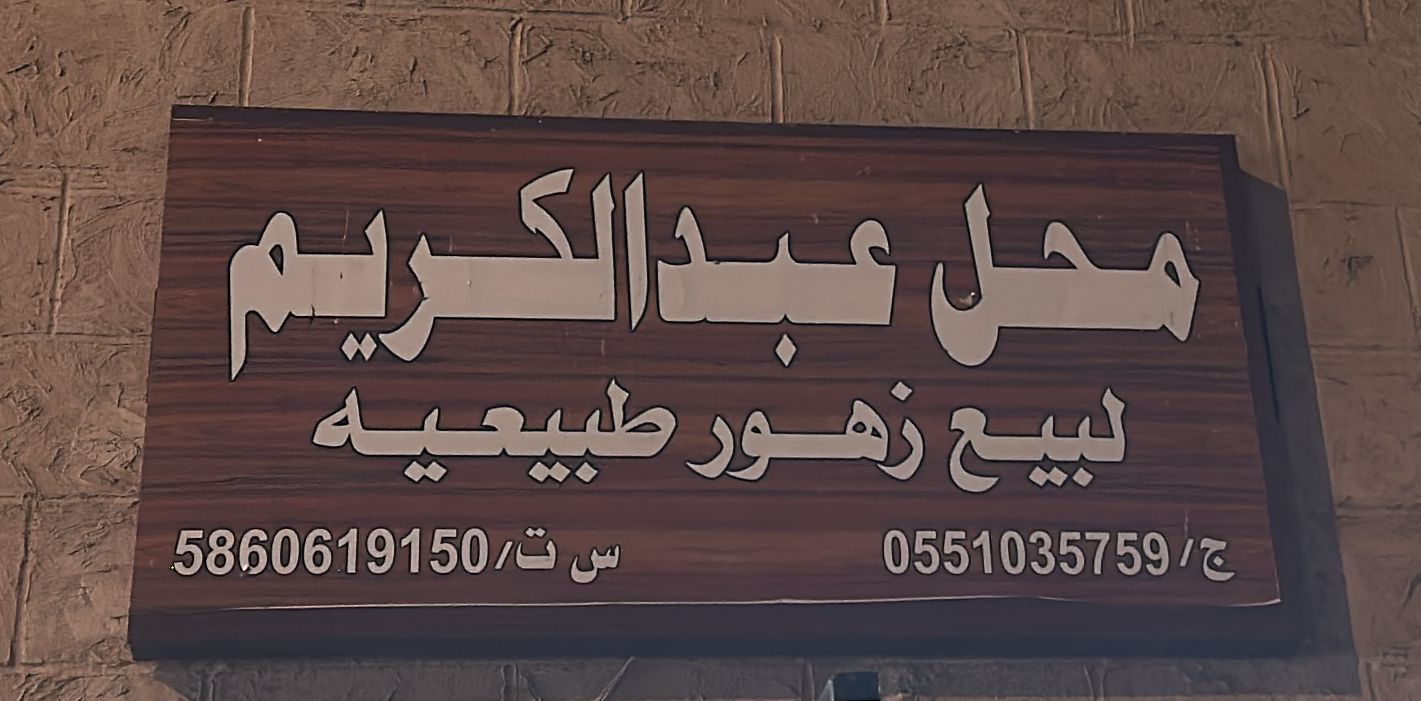 محل عبدالكريم
لبيع زهور طبيعيه
ج/ 0551035759 س ت/ 5860619150